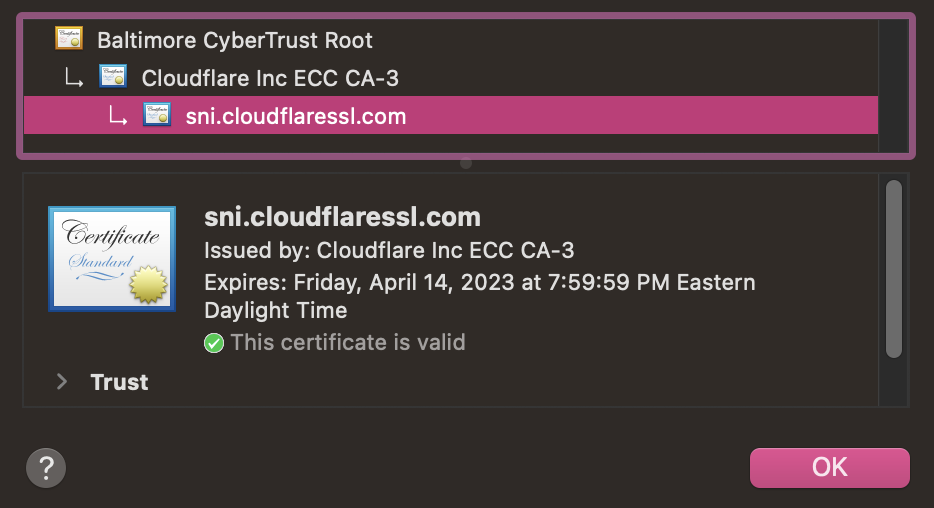 Baltimore CyberTrust Root
Cloudflare Inc ECC CA-3
sni.cloudflaressl.com
Certificate
Standard
sni.cloudflaressl.com
Issued by: Cloudflare Inc ECC CA-3
Expires: Friday, April 14, 2023 at 7:59:59 PM Eastern
Daylight Time
This certificate is valid
Trust
?
OK